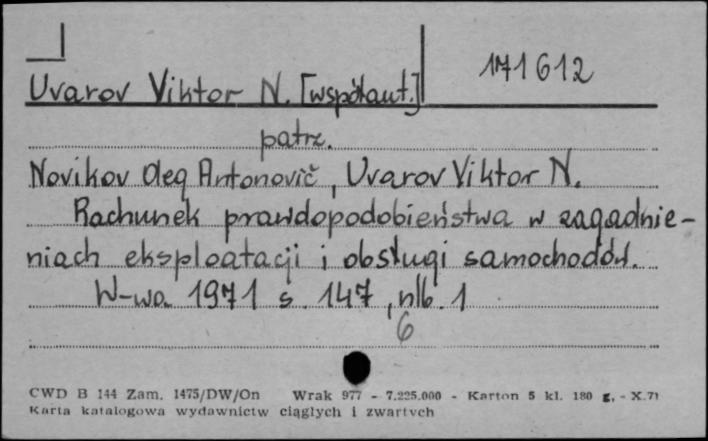 171612
Uvarov Viktor N. [współaut.]
patrz.
Novikov Oleg Antonovič, Uvarov Viktor N.
Rachunek prawdopodobieństwa w zagadnie-
niach eksploatacji i obsługi samochodów.
W-wa 1971 s. 147, nlb. 1
6
CWD B 144 Zam. 1475/DW/On Wrak 977 - 7.225.000 - Karton 5 kl. 180 g. - X.71
Karta katalogowa wydawnictw ciągłych i zwartych